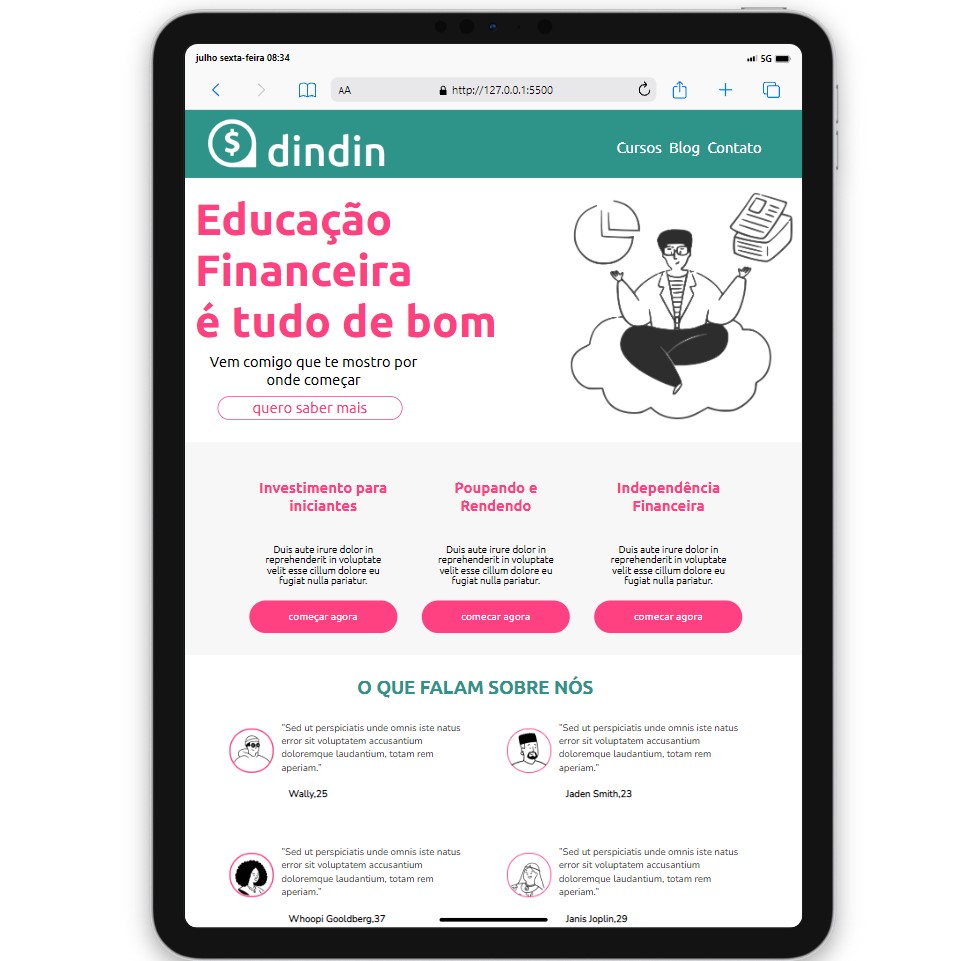 julho sexta-feira 08:34
5G
AA
http://127.0.0.1:5500
$ dindin
Cursos Blog Contato
Educação
Financeira
é tudo de bom
Vem comigo que te mostro por
onde começar
quero saber mais
Investimento para
iniciantes
Duis aute irure dolor in
reprehenderit in voluptate
velit esse cillum dolore eu
fugiat nulla pariatur.
começar agora
Poupando e
Rendendo
Duis aute irure dolor in
reprehenderit in voluptate
velit esse cillum dolore eu
fugiat nulla pariatur.
comecar agora
Independência
Financeira
Duis aute irure dolor in
reprehenderit in voluptate
velit esse cillum dolore eu
fugiat nulla pariatur.
comecar agora
O QUE FALAM SOBRE NÓS
"Sed ut perspiciatis unde omnis iste natus
error sit voluptatem accusantium
doloremque laudantium, totam rem
aperiam."
Wally,25
"Sed ut perspiciatis unde omnis iste natus
error sit voluptatem accusantium
doloremque laudantium, totam rem
aperiam."
Jaden Smith,23
"Sed ut perspiciatis unde omnis iste natus
error sit voluptatem accusantium
doloremque laudantium, totam rem
aperiam."
Whoopi Gooldberg,37
"Sed ut perspiciatis unde omnis iste natus
error sit voluptatem accusantium
doloremque laudantium, totam rem
aperiam."
Janis Joplin,29